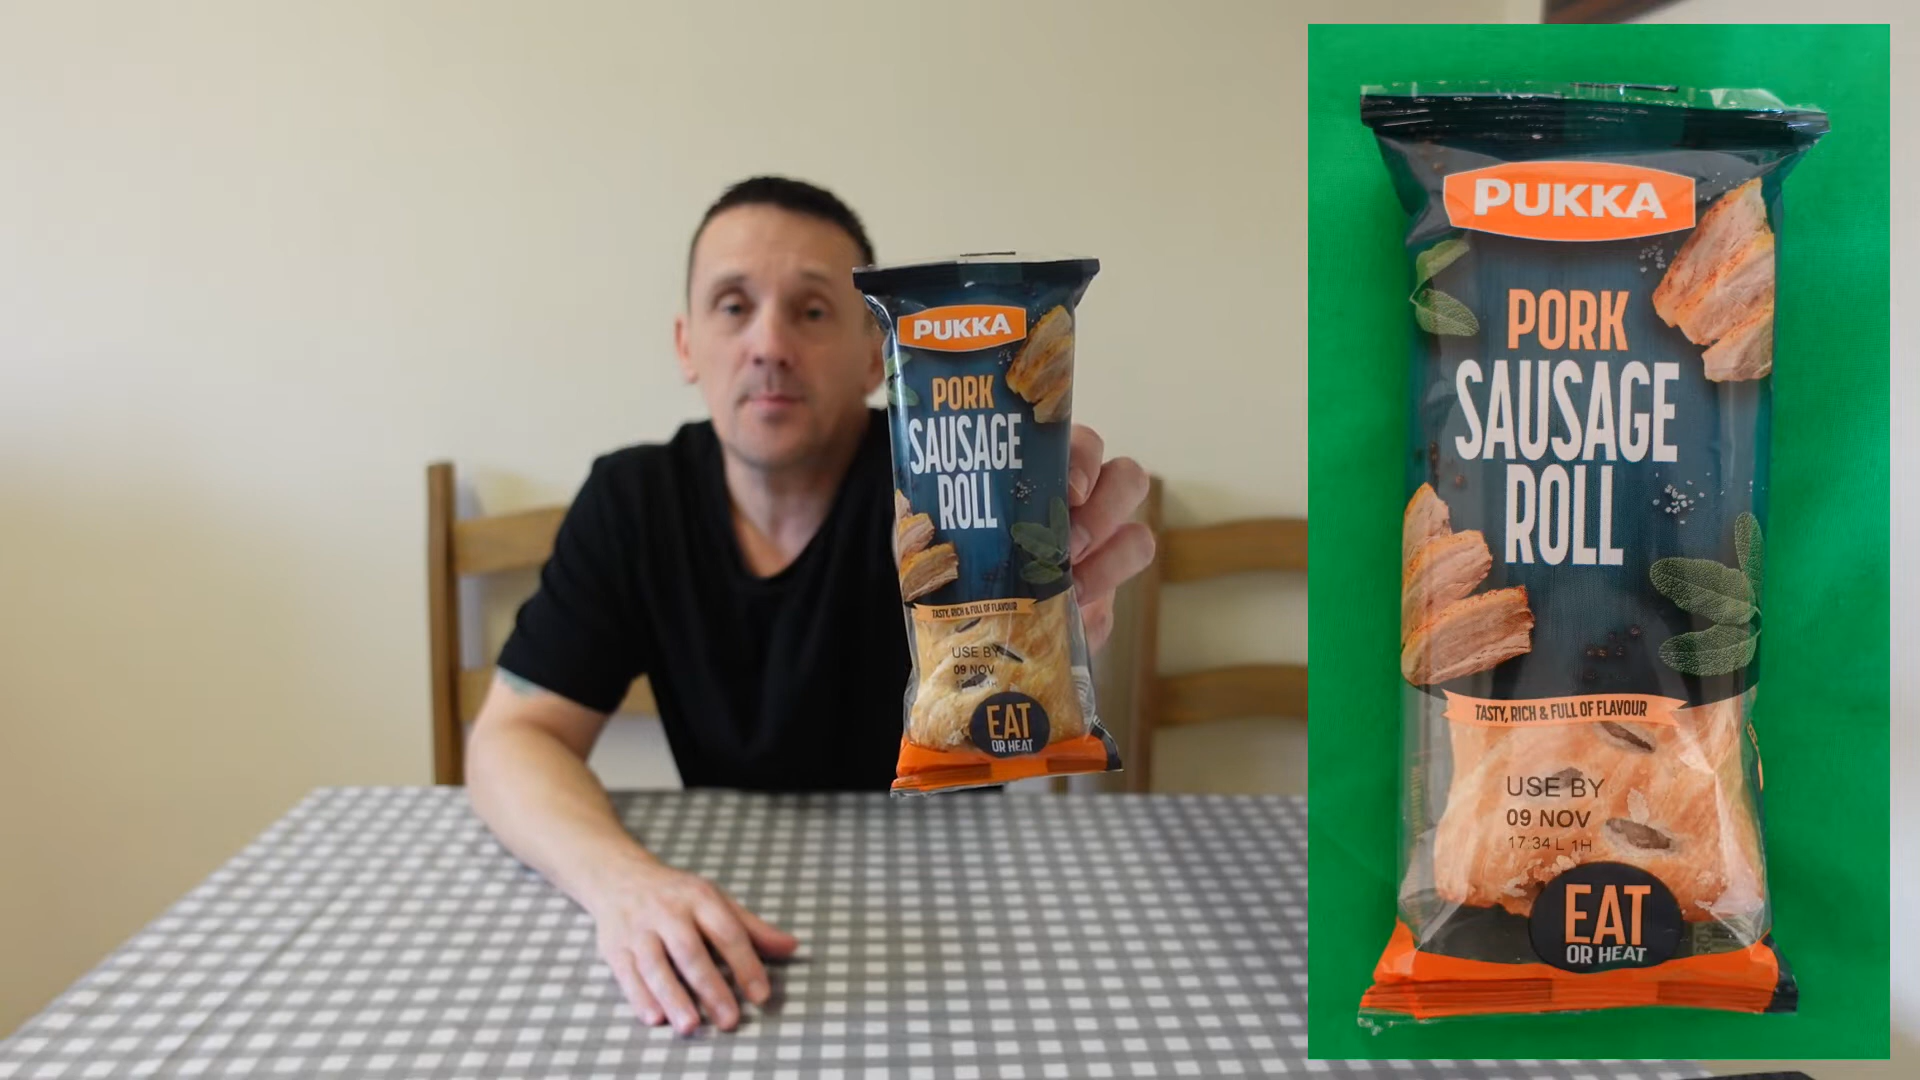 PUKKA
PORK
SAUSAGE
ROLL
TASTY, RICH & FULL OF FLAVOUR
USE BY
09 NOV
EAT
OR HEAT
PUKKA
PORK
SAUSAGE
ROLL
TASTY, RICH & FULL OF FLAVOUR
USE BY
09 NOV
17:34 L 1H
EAT
OR HEAT